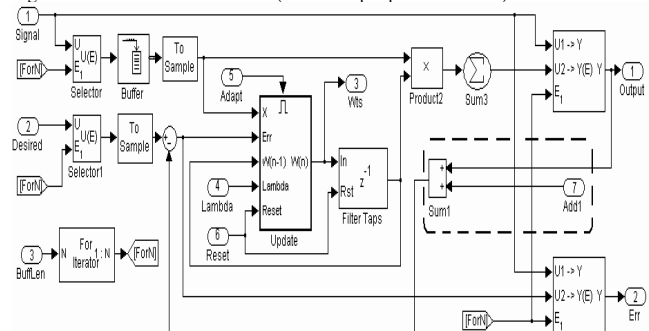 1
Signal
[ForN]
U
E1
U(E)
Selector
Buffer
To
Sample
5
Adapt
3
Wts
×
Product2
Sum3
U1 -> Y
U2 -> Y(E) Y
E1
1
Output
2
Desired
[ForN]
U
E1
U(E)
Selector1
To
Sample
+
-
X
Err
W(n-1) W(n)
Lambda
Reset
Update
In
Rst
z-1
Filter Taps
4
Lambda
6
Reset
+
+
Sum1
7
Add1
3
BuffLen
N
For
Iterator
1 : N
[ForN]
U1 -> Y
U2 -> Y(E) Y
E1
[ForN]
2
Err